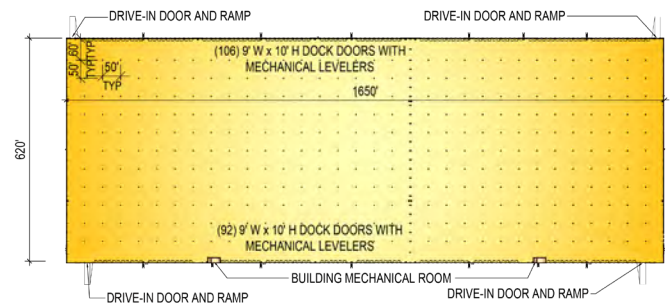 DRIVE-IN DOOR AND RAMP
DRIVE-IN DOOR AND RAMP
(106) 9' W x 10' H DOCK DOORS WITH
MECHANICAL LEVELERS
60'
TYP
50'
TYP
50'
TYP
1650'
620'
(92) 9' W x 10' H DOCK DOORS WITH
MECHANICAL LEVELERS
BUILDING MECHANICAL ROOM
DRIVE-IN DOOR AND RAMP
DRIVE-IN DOOR AND RAMP